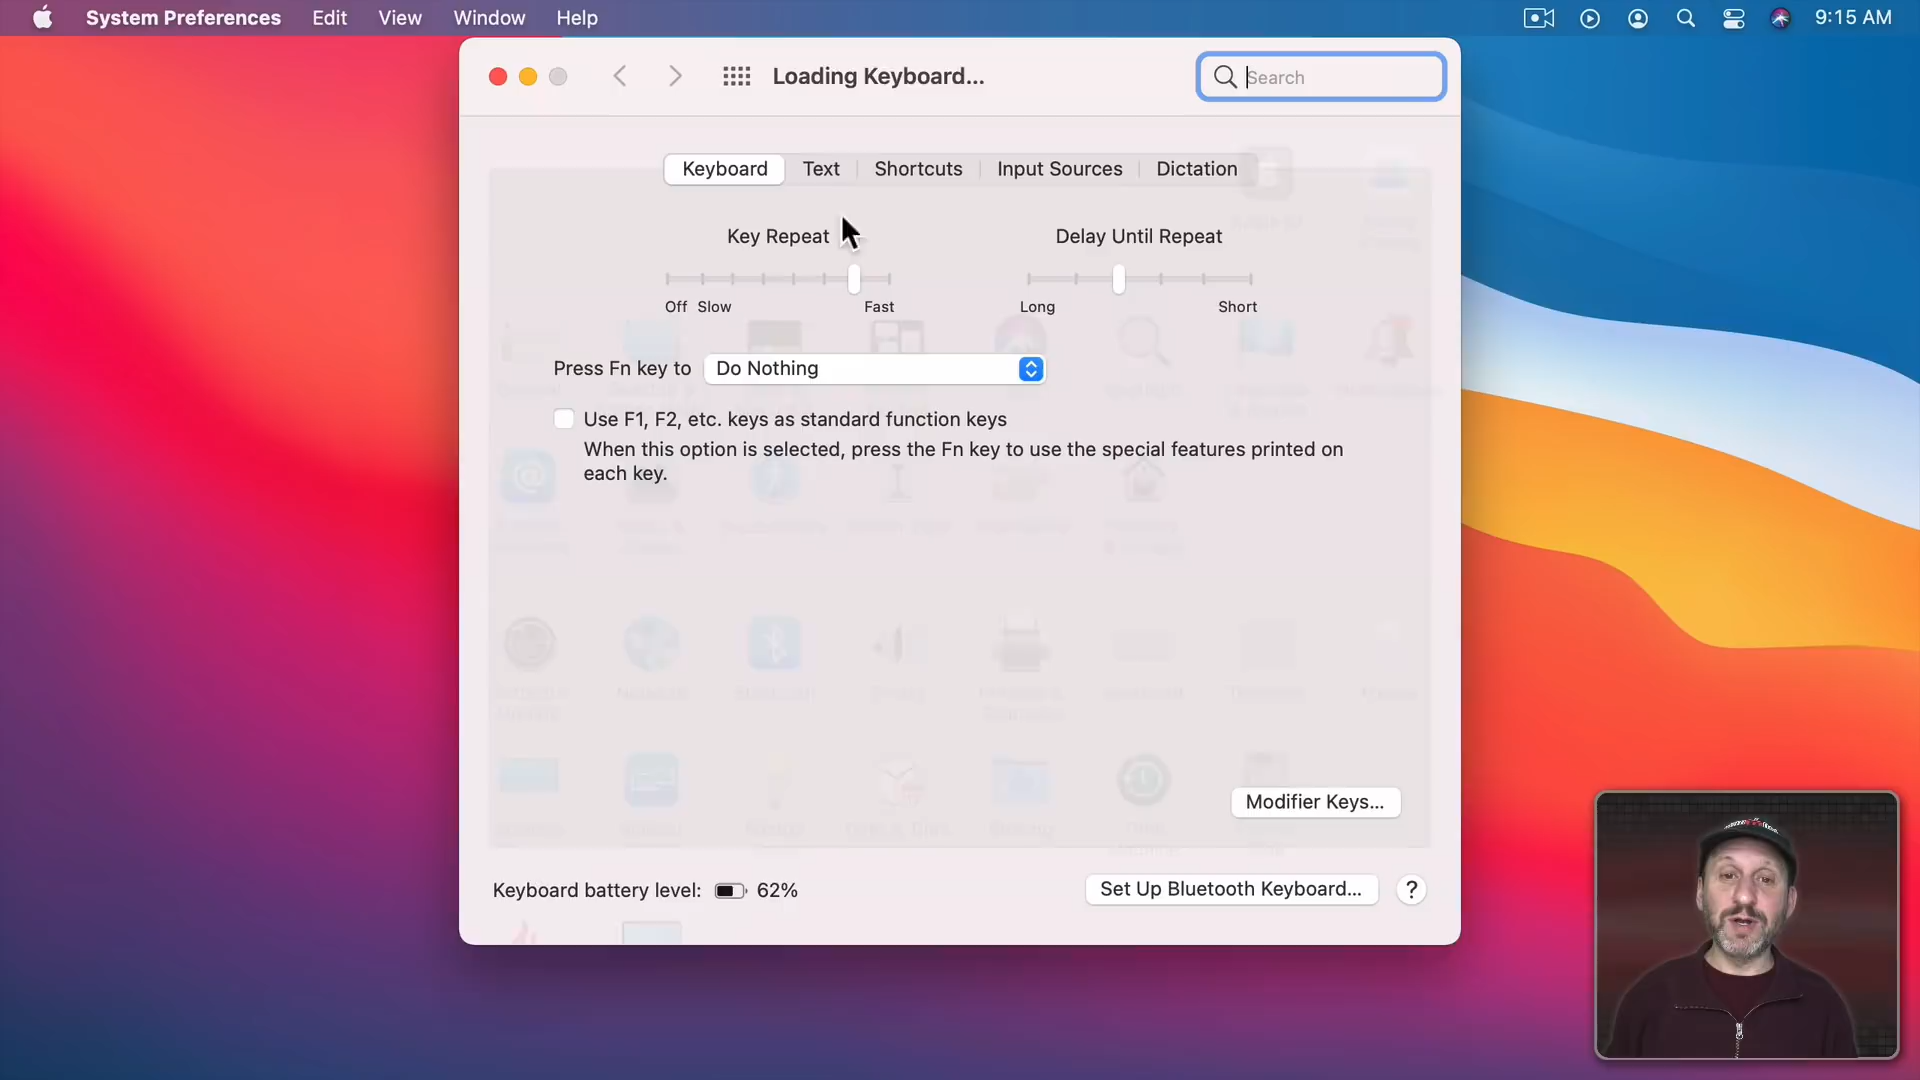 System Preferences Edit View Window Help 9:15 AM
Loading Keyboard... Search
Keyboard Text Shortcuts Input Sources Dictation
Key Repeat Delay Until Repeat
Off Slow Fast Long Short
Press Fn key to Do Nothing
Use F1, F2, etc. keys as standard function keys
When this option is selected, press the Fn key to use the special features printed on
each key.
Modifier Keys...
Keyboard battery level: 62% Set Up Bluetooth Keyboard... ?